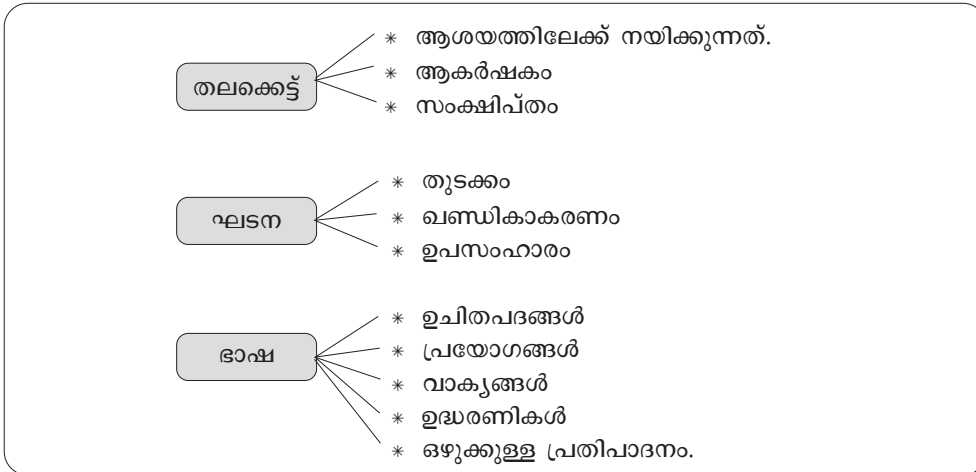 * ആശയത്തിലേക്ക് നയിക്കുന്നത്.
തലക്കെട്ട്
* ആകർഷകം
* സംക്ഷിപ്തം
* തുടക്കം
ഘടന
* ഖണ്ഡികാകരണം
* ഉപസംഹാരം
* ഉചിതപദങ്ങൾ
ഭാഷ
* പ്രയോഗങ്ങൾ
* വാക്യങ്ങൾ
* ഉദ്ധരണികൾ
* ഒഴുക്കുള്ള പ്രതിപാദനം.